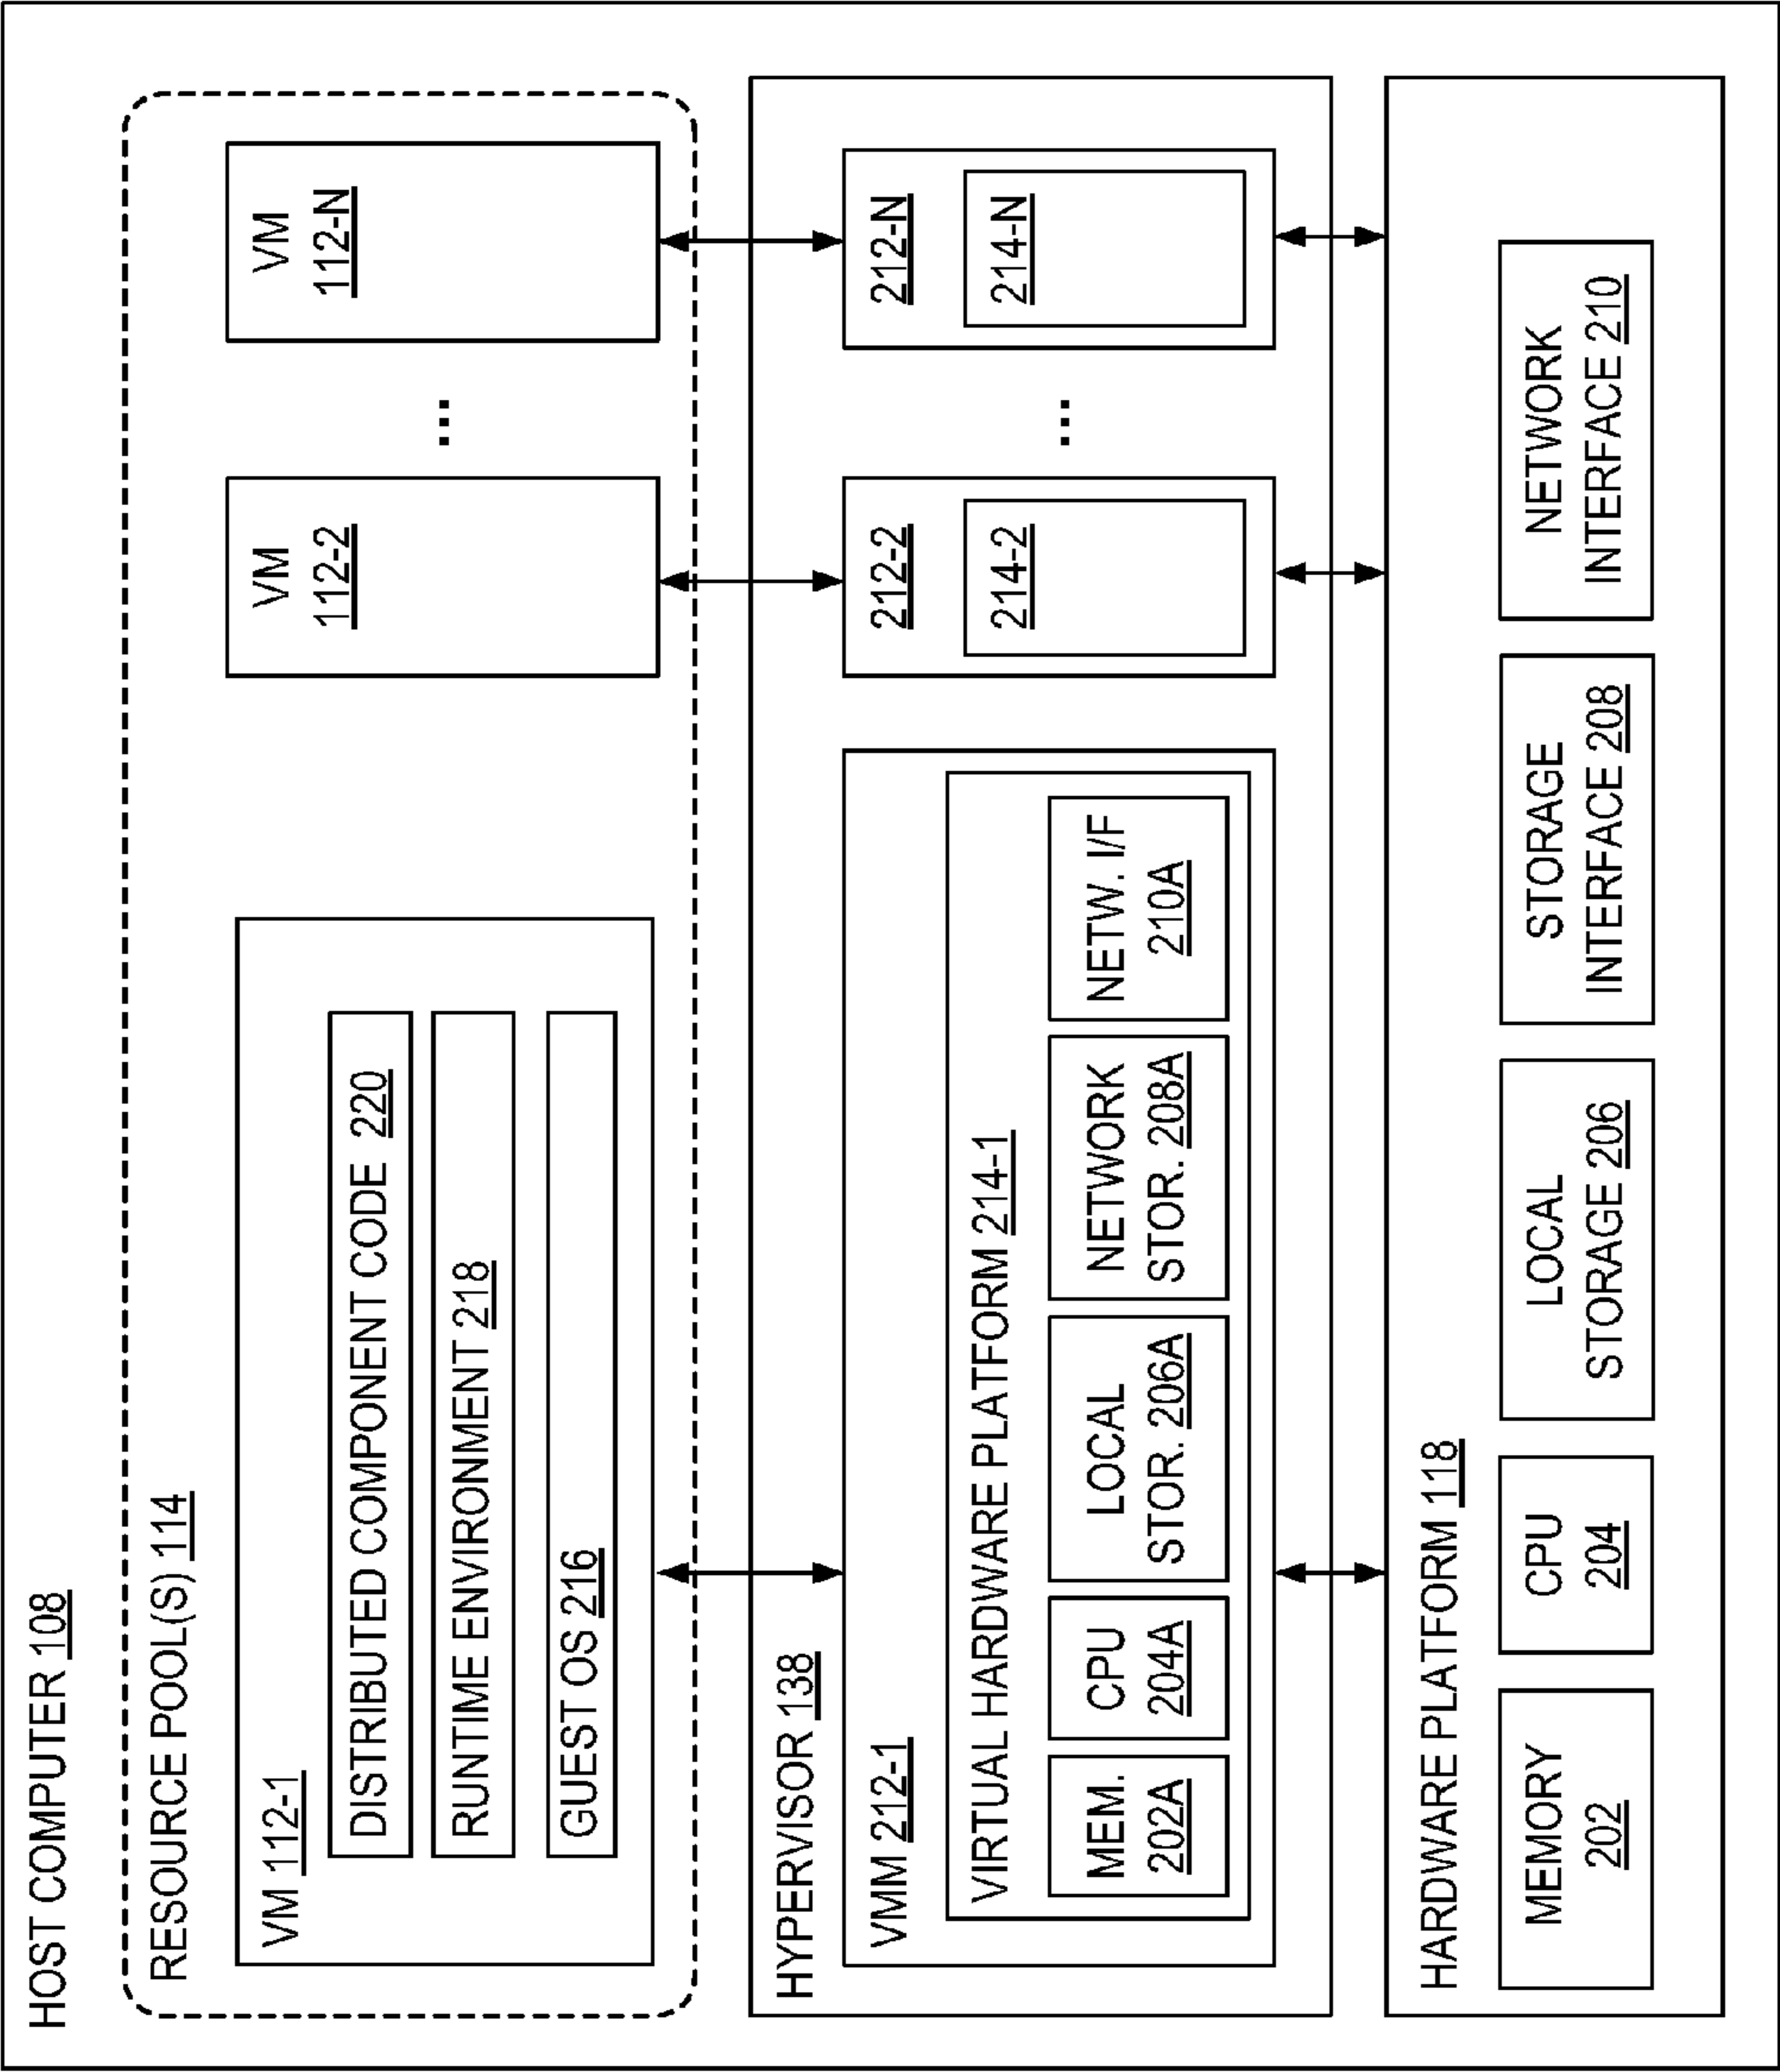 HOST COMPUTER 108
RESOURCE POOL(S) 114
VM 112-1
DISTRIBUTED COMPONENT CODE 220
RUNTIME ENVIRONMENT 218
GUEST OS 216
VM
112-2
...
VM
112-N
HYPERVISOR 138
VMM 212-1
VIRTUAL HARDWARE PLATFORM 214-1
MEM.
202A
CPU
204A
LOCAL
STOR. 206A
NETWORK
STOR. 208A
NETW. I/F
210A
212-2
214-2
...
212-N
214-N
HARDWARE PLATFORM 118
MEMORY
202
CPU
204
LOCAL
STORAGE 206
STORAGE
INTERFACE 208
NETWORK
INTERFACE 210